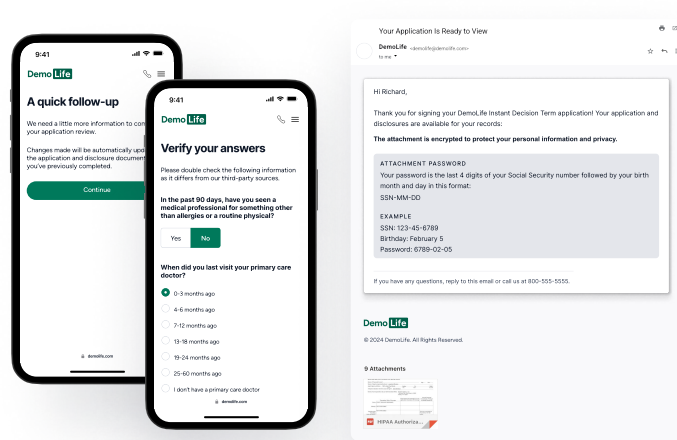 9:41
Demo Life
A quick follow-up
We need a little more information to con
your application review.
Changes made will be automatically upd
the application and disclosure document
you've previously completed.
Continue
demolife.com
9:41
Demo Life
Verify your answers
Please double check the following information
as it differs from our third-party sources.
In the past 90 days, have you seen a
medical professional for something other
than allergies or a routine physical?
Yes
No
When did you last visit your primary care
doctor?
0-3 months ago
4-6 months ago
7-12 months ago
13-18 months ago
19-24 months ago
25-60 months ago
I don't have a primary care doctor
demolife.com
Your Application Is Ready to View
DemoLife <demolife@demolife.com>
to me
Hi Richard,
Thank you for signing your DemoLife Instant Decision Term application! Your application and
disclosures are available for your records:
The attachment is encrypted to protect your personal information and privacy.
ATTACHMENT PASSWORD
Your password is the last 4 digits of your Social Security number followed by your birth
month and day in this format:
SSN-MM-DD
EXAMPLE
SSN: 123-45-6789
Birthday: February 5
Password: 6789-02-05
If you have any questions, reply to this email or call us at 800-555-5555.
Demo Life
© 2024 DemoLife. All Rights Reserved.
9 Attachments
HIPAA-Authoriza...